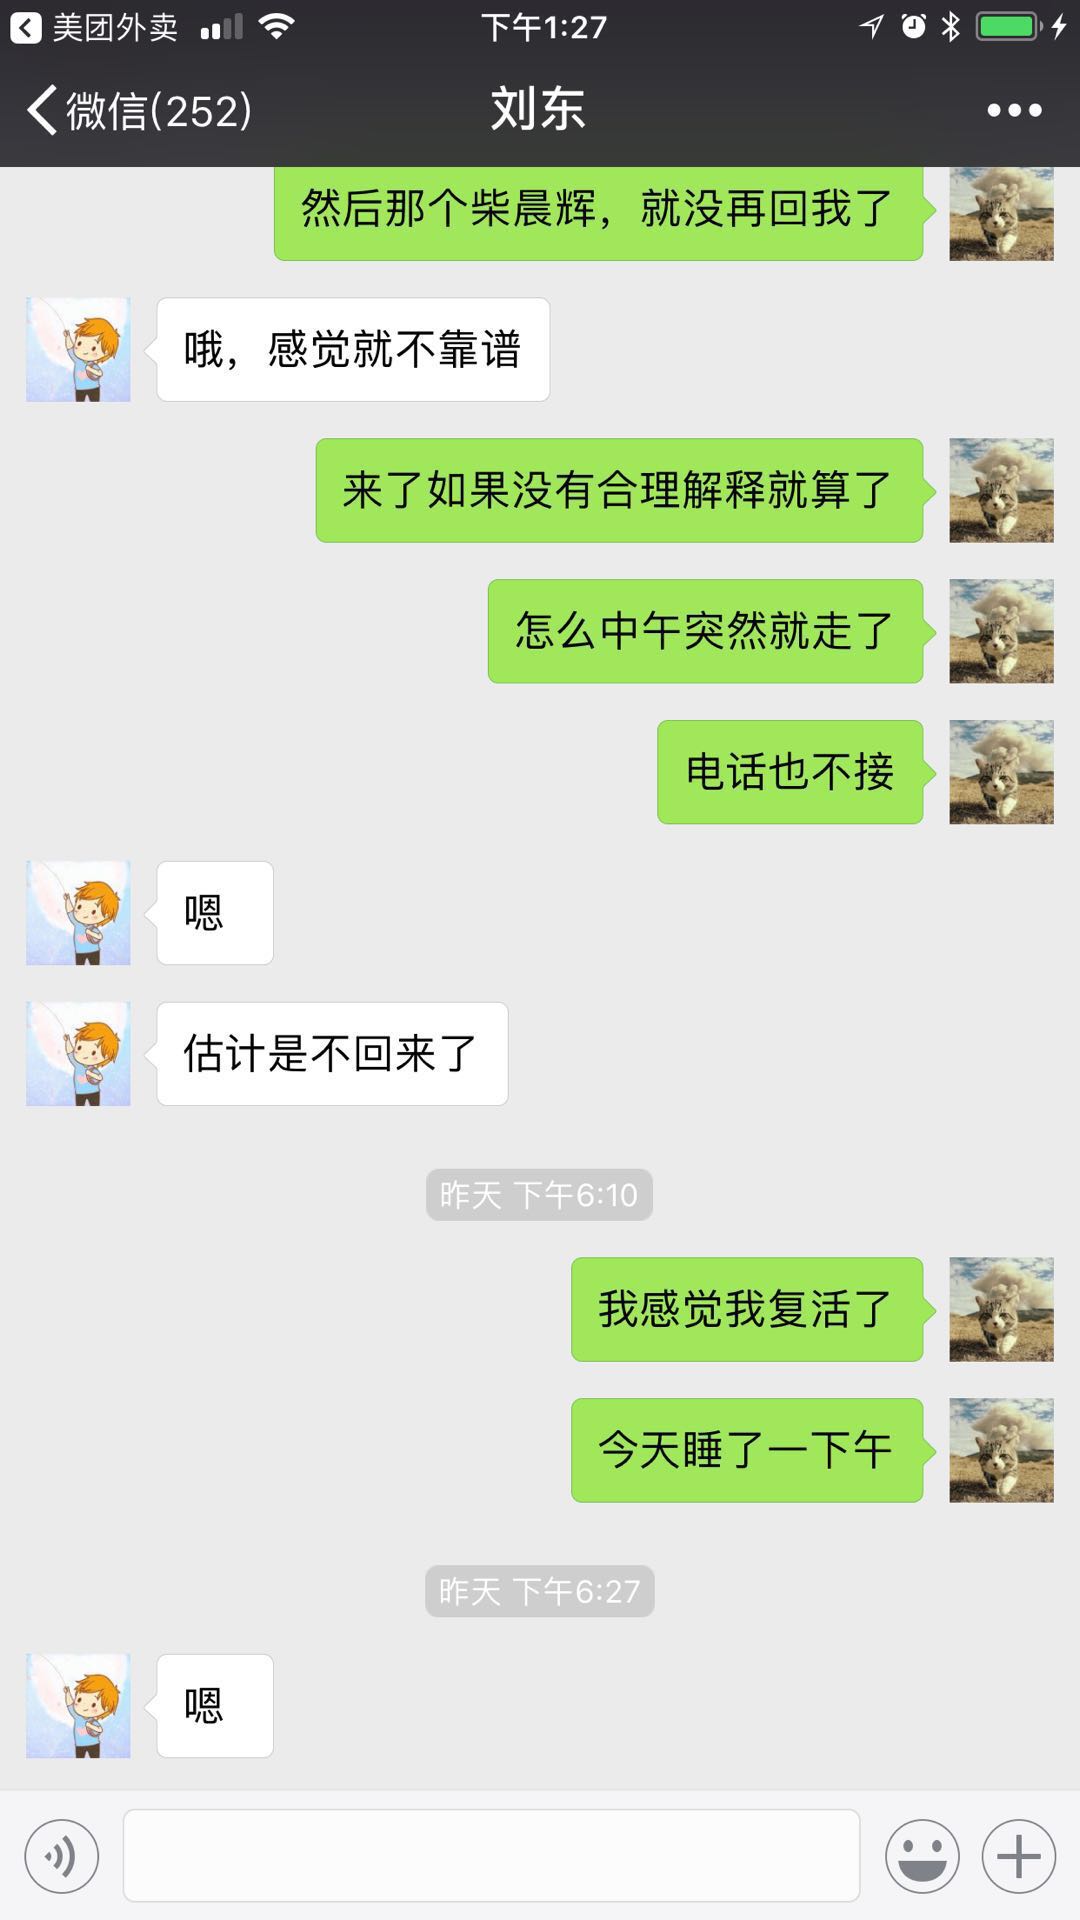 美团外卖
下午1:27
微信(252)
刘东
然后那个柴晨辉，就没再回我了
哦，感觉就不靠谱
来了如果没有合理解释就算了
怎么中午突然就走了
电话也不接
嗯
估计是不回来了
昨天 下午6:10
我感觉我复活了
今天睡了一下午
昨天 下午6:27
嗯